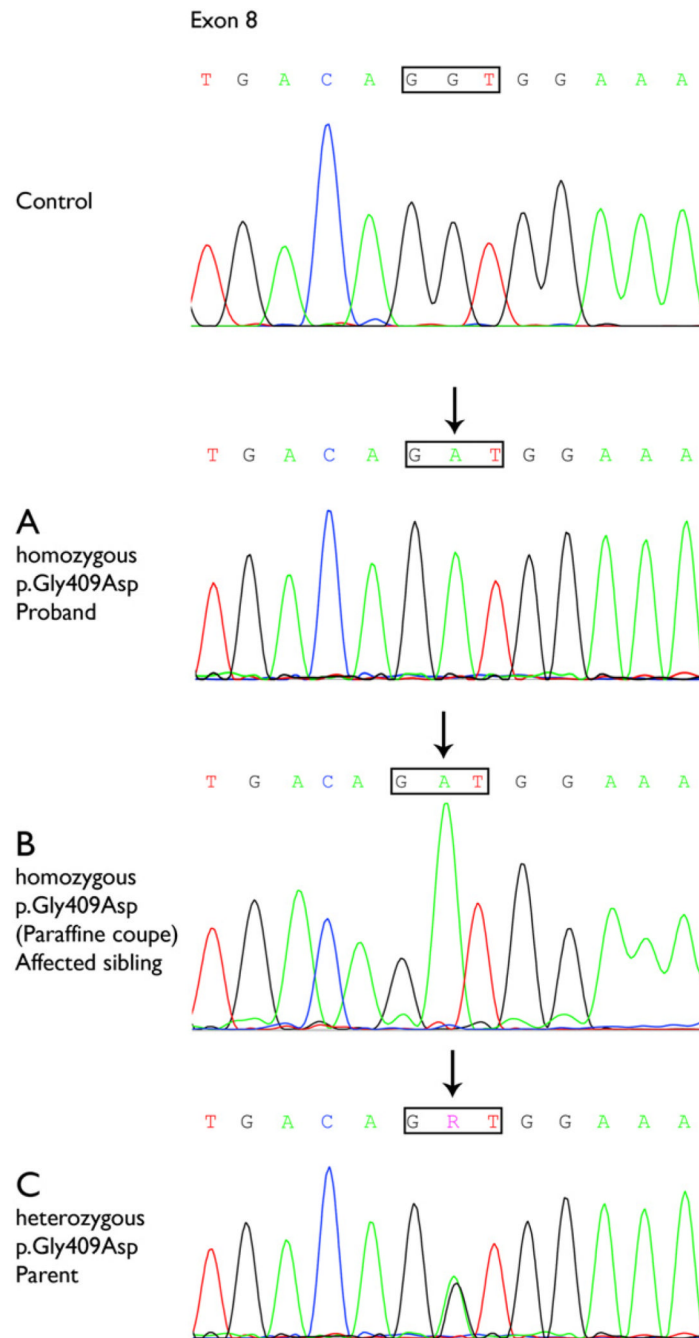 Exon 8
T G A C A G G T G G A A A
Control
T G A C A G A T G G A A A
A
homozygous
p.Gly409Asp
Proband
T G A C A G A T G G A A A
B
homozygous
p.Gly409Asp
(Paraffine coupe)
Affected sibling
T G A C A G R T G G A A A
C
heterozygous
p.Gly409Asp
Parent